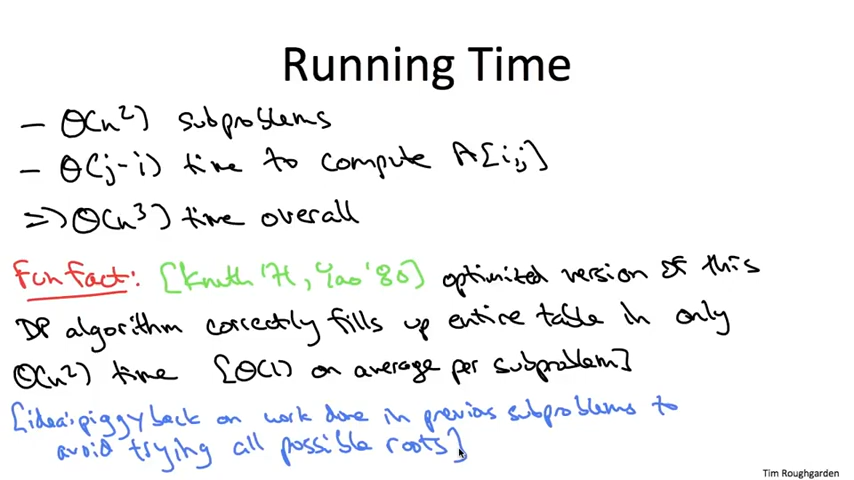 Running Time
- Θ(n²) subproblems
- Θ(j-i) time to compute A[i,j]
=> Θ(n³) time overall
Fun fact: [Knuth '71, Yao '80] optimized version of this
DP algorithm correctly fills up entire table in only
Θ(n²) time [Θ(1) on average per subproblem]
[idea: piggyback on work done in previous subproblems to
avoid trying all possible roots]
Tim Roughgarden